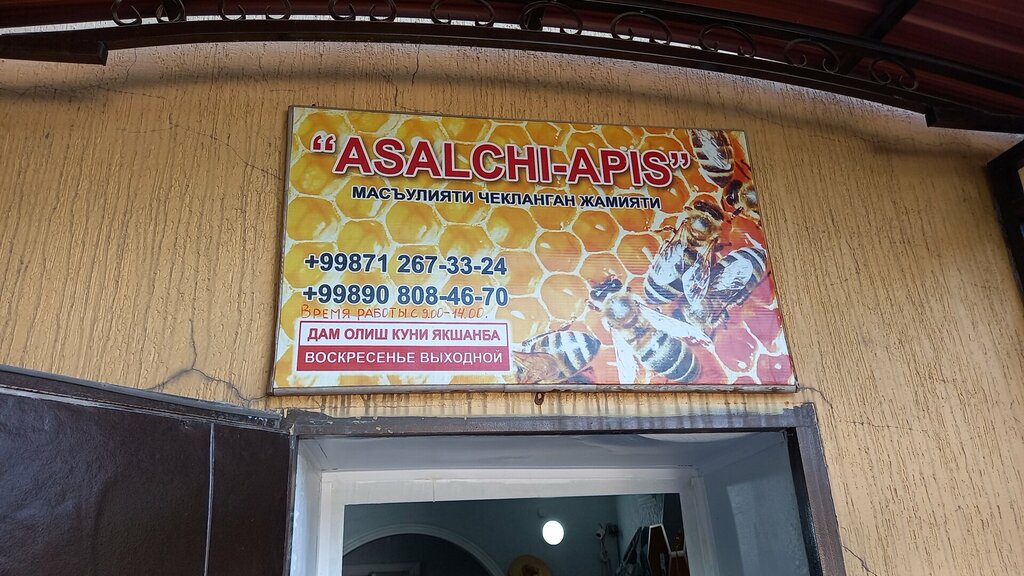 “ASALCHI-APIS”
МАСЪУЛИЯТИ ЧЕКЛАНГАН ЖАМИЯТИ
+99871 267-33-24
+99890 808-46-70
ВРЕМЯ РАБОТЫ С 9.00-14.00.
ДАМ ОЛИШ КУНИ ЯКШАНБА
ВОСКРЕСЕНЬЕ ВЫХОДНОЙ